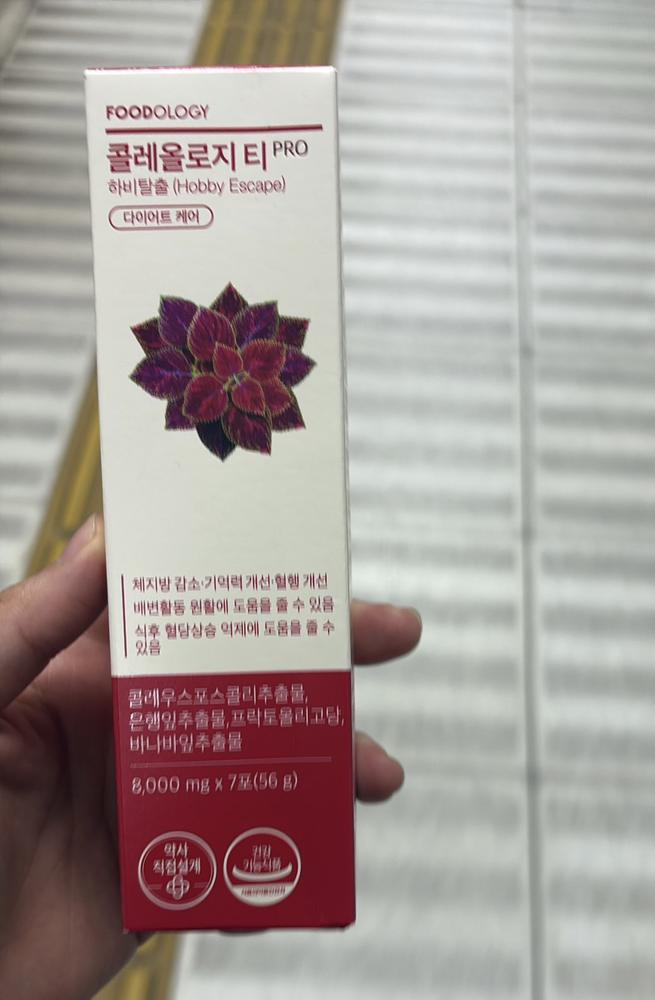 FOODOLOGY
콜레올로지 티 PRO
하비탈출 (Hobby Escape)
다이어트 케어
체지방 감소·기억력 개선·혈행 개선
배변활동 원활에 도움을 줄 수 있음
식후 혈당상승 억제에 도움을 줄 수
있음
콜레우스포스콜리추출물,
은행잎추출물,프락토올리고당,
바나바잎추출물
8,000 mg x 7포(56 g)
약사
직접설계
건강
기능식품